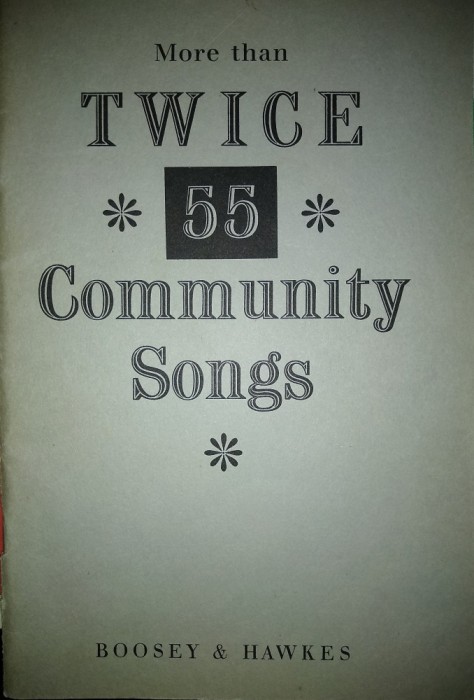 More than
TWICE
55
Community
Songs
BOOSEY & HAWKES